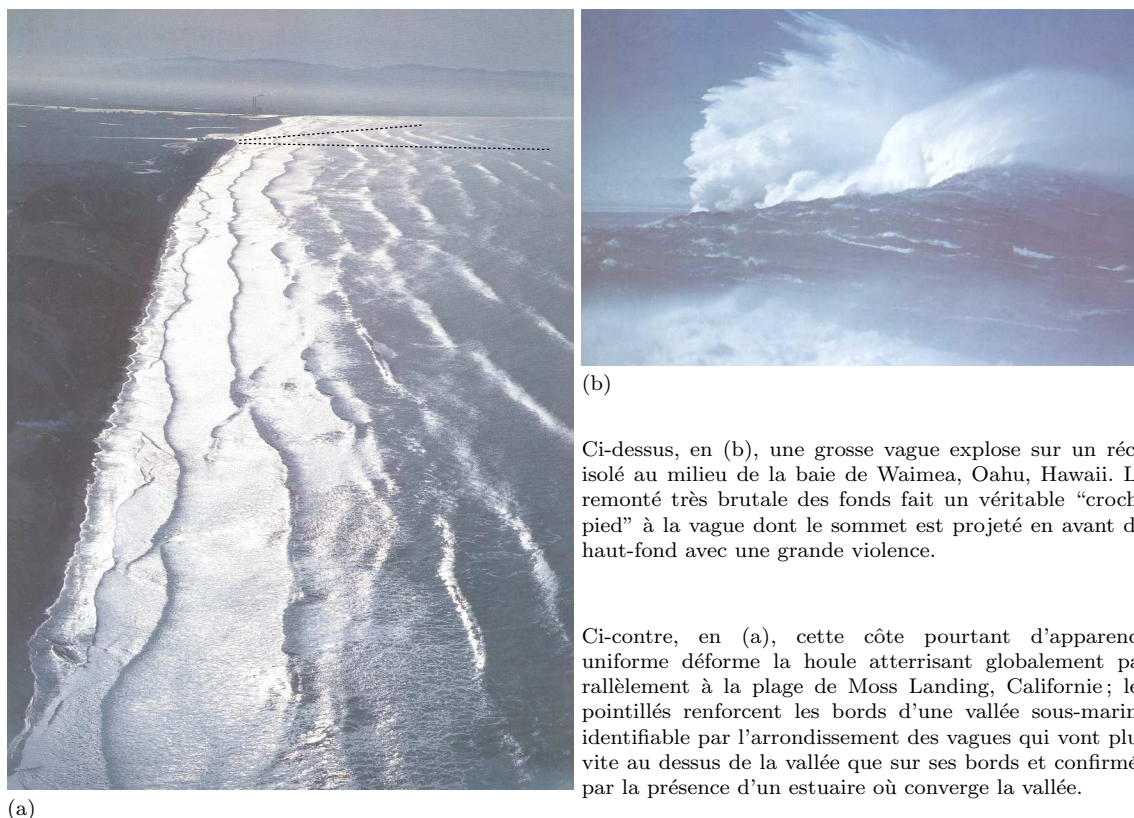 (b)
Ci-dessus, en (b), une grosse vague explose sur un réc
isolé au milieu de la baie de Waimea, Oahu, Hawaii. L
remonté très brutale des fonds fait un véritable “croch
pied” à la vague dont le sommet est projeté en avant d
haut-fond avec une grande violence.
Ci-contre, en (a), cette côte pourtant d'apparenc
uniforme déforme la houle atterrisant globalement pa
rallèlement à la plage de Moss Landing, Californie ; le
pointillés renforcent les bords d'une vallée sous-marin
identifiable par l'arrondissement des vagues qui vont plu
vite au dessus de la vallée que sur ses bords et confirmé
par la présence d'un estuaire où converge la vallée.
(a)